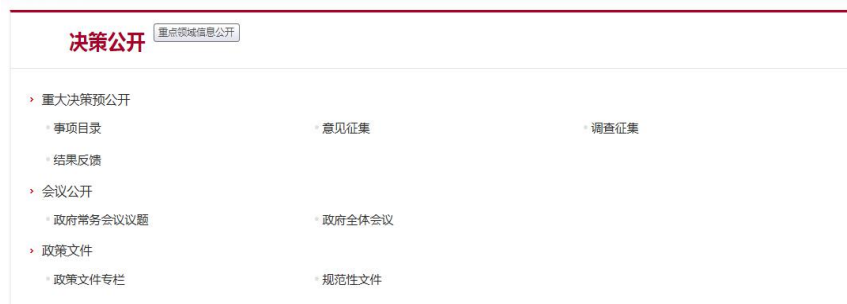 决策公开 重点领域信息公开
重大决策预公开
事项目录 意见征集 调查征集
结果反馈
会议公开
政府常务会议议题 政府全体会议
政策文件
政策文件专栏 规范性文件